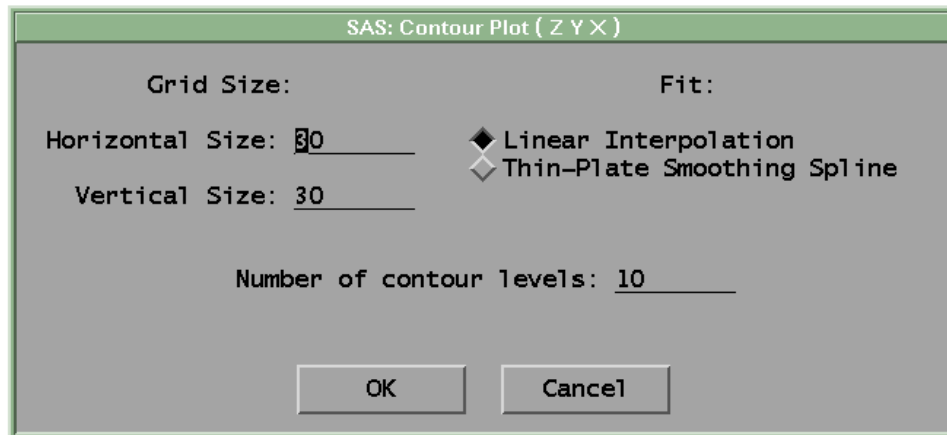 SAS: Contour Plot ( Z Y X )
Grid Size:
Fit:
Horizontal Size: 30
Linear Interpolation
Thin-Plate Smoothing Spline
Vertical Size: 30
Number of contour levels: 10
OK
Cancel